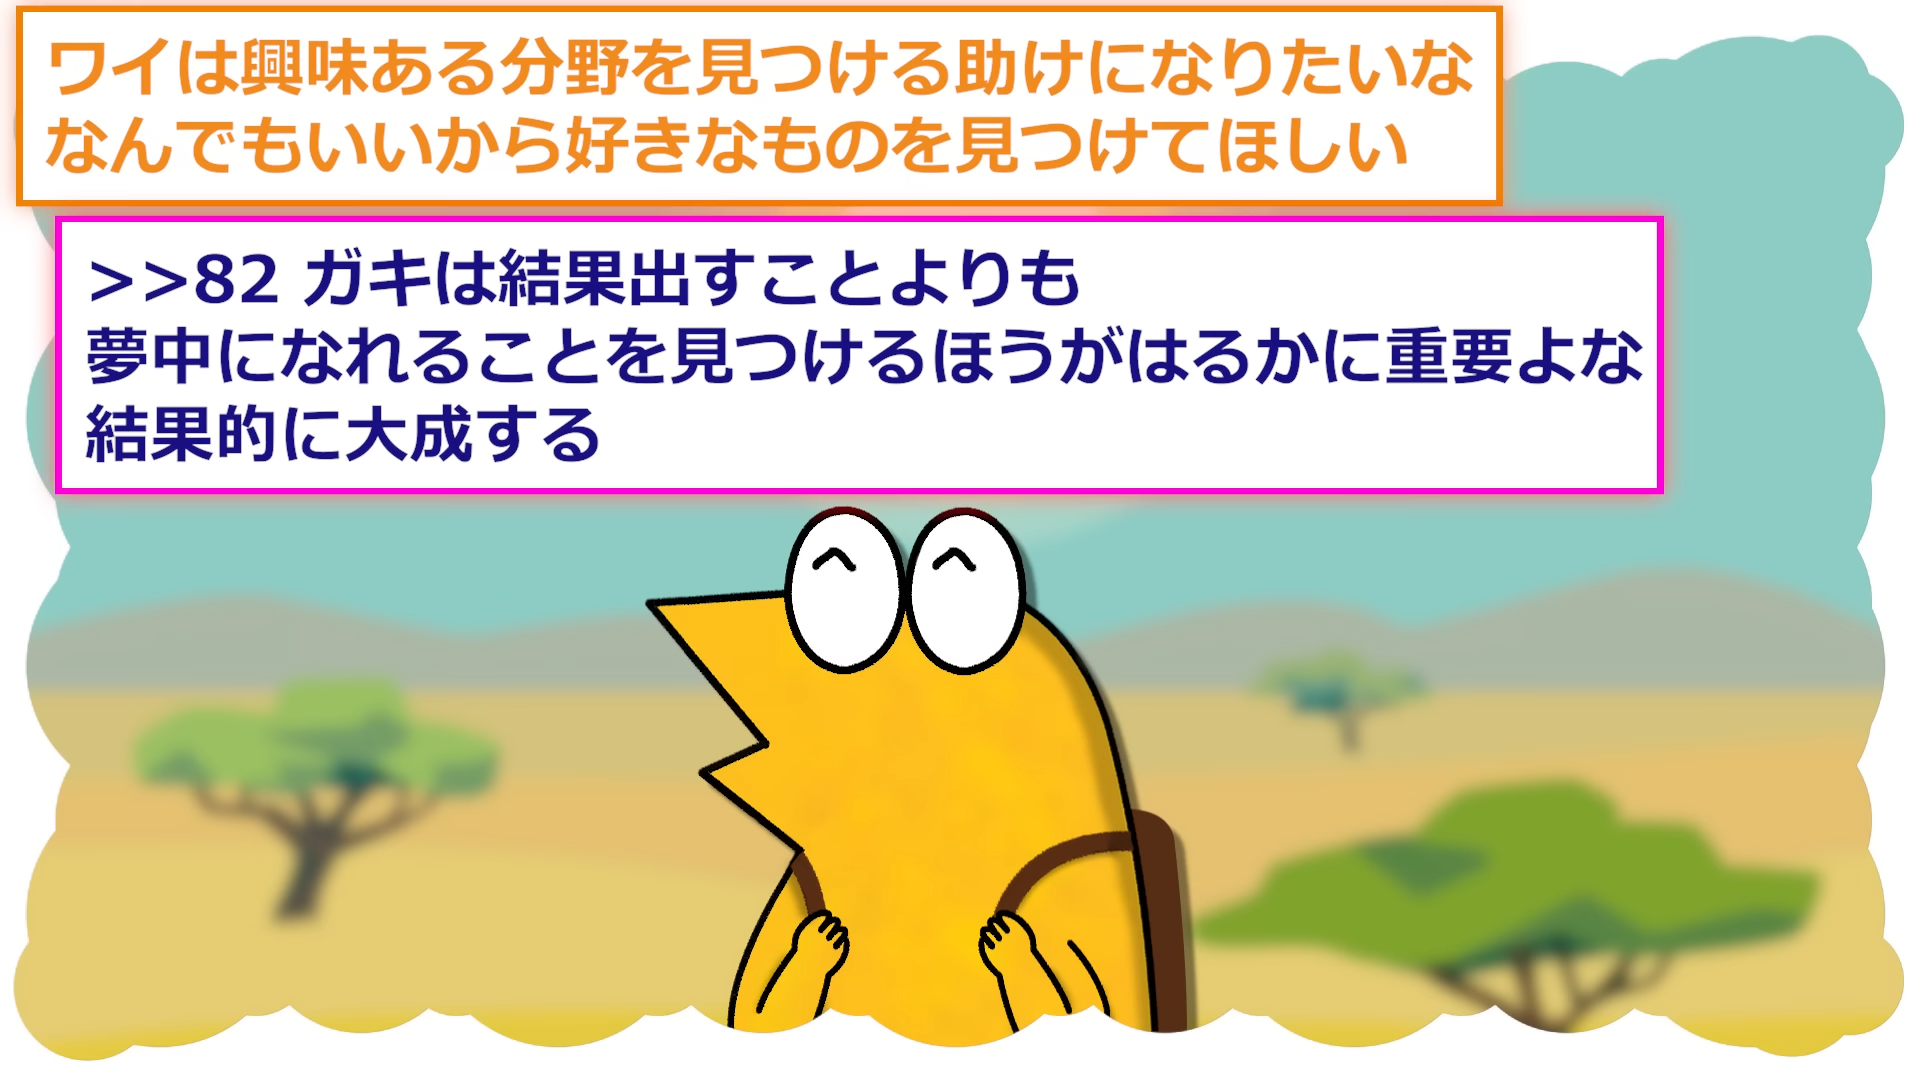 ワイは興味ある分野を見つける助けになりたいな
なんでもいいから好きなものを見つけてほしい
>>82 ガキは結果出すことよりも
夢中になれることを見つけるほうがはるかに重要よな
結果的に大成する